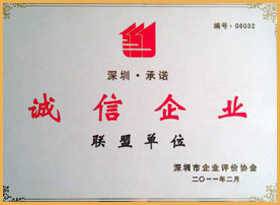 编号：G6032
深圳·承诺
诚信企业
联盟单位
深圳市企业评价协会
二〇一一年二月